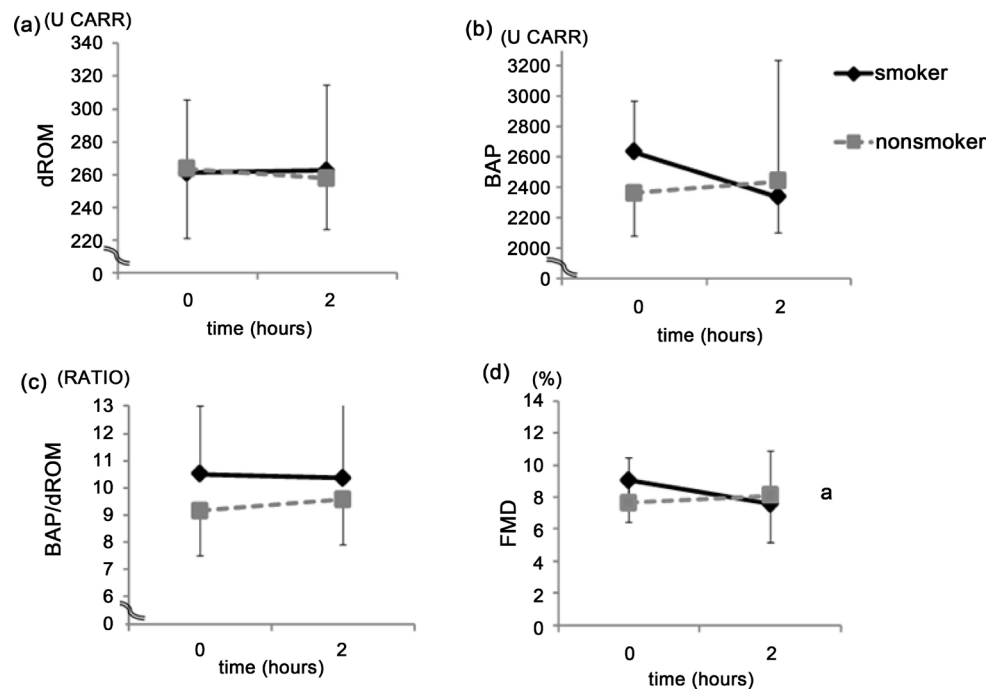 (a) (U CARR)
340
320
300
280
260
240
220
0
dROM
0 2
time (hours)
(b) (U CARR)
3200
3000
2800
2600
2400
2200
2000
0
BAP
0 2
time (hours)
smoker
nonsmoker
(c) (RATIO)
13
12
11
10
9
8
7
6
0
BAP/dROM
0 2
time (hours)
(d) (%)
14
12
10
8
6
4
2
0
FMD
a
0 2
time (hours)